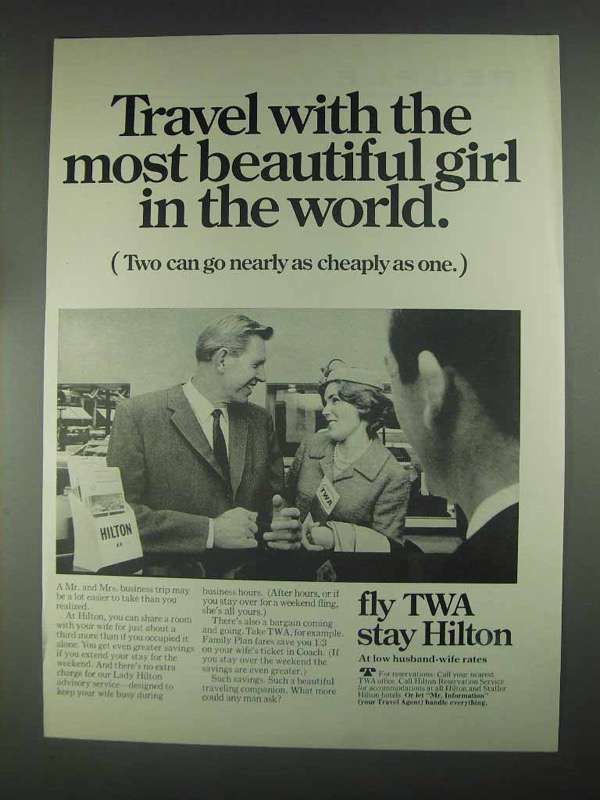 Travel with the
most beautiful girl
in the world.
(Two can go nearly as cheaply as one.)
HILTON
TWA
A Mr. and Mrs. business trip may
be a lot easier to take than you
realized.
At Hilton, you can share a room
with your wife for just about a
third more than if you occupied it
alone. You get even greater savings
if you extend your stay for the
weekend. And there's no extra
charge for our Lady Hilton
advisory service—designed to
keep your wife busy during
business hours. (After hours, or if
you stay over for a weekend fling,
she's all yours.)
There's also a bargain coming
and going. Take TWA, for example.
Family Plan fares save you 1/3
on your wife's ticket in Coach. (If
you stay over the weekend the
savings are even greater.)
Such savings. Such a beautiful
traveling companion. What more
could any man ask?
fly TWA
stay Hilton
At low husband-wife rates
For reservations: Call your nearest
TWA office. Call Hilton Reservation Service
for accommodations at all Hilton and Statler
Hilton hotels. Or let "Mr. Information"
(your Travel Agent) handle everything.